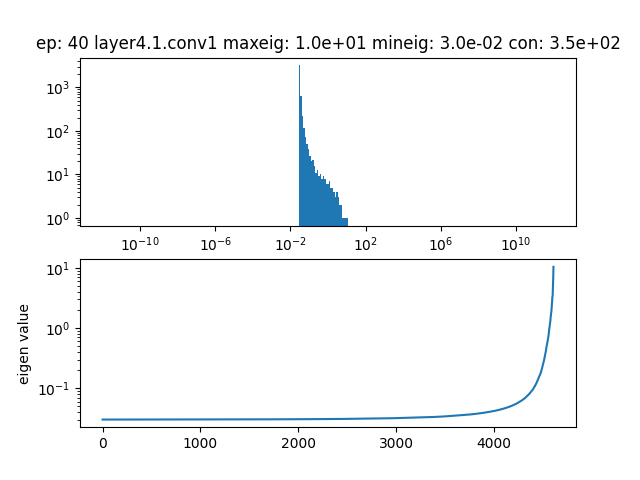 ep: 40 layer4.1.conv1 maxeig: 1.0e+01 mineig: 3.0e-02 con: 3.5e+02
10³
10²
10¹
10⁰
10⁻¹⁰ 10⁻⁶ 10⁻² 10² 10⁶ 10¹⁰
eigen value
10¹
10⁰
10⁻¹
0 1000 2000 3000 4000